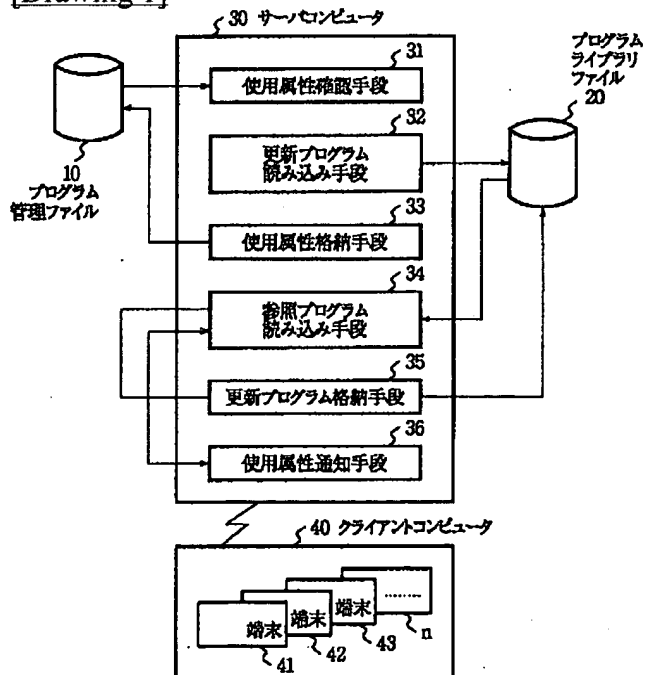 [Drawing 1]
30 サーバコンピュータ
プログラム
ライブラリ
ファイル
20
31
使用属性確認手段
32
更新プログラム
読み込み手段
10
プログラム
管理ファイル
33
使用属性格納手段
34
参照プログラム
読み込み手段
35
更新プログラム格納手段
36
使用属性通知手段
40 クライアントコンピュータ
端末
端末
端末
.........
41
42
43
n